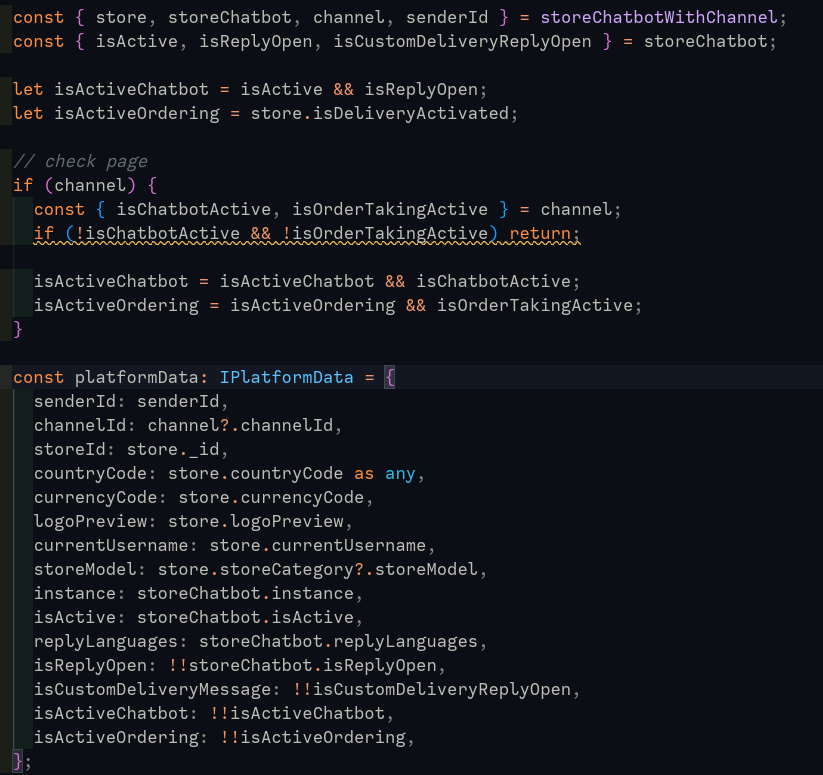 const { store, storeChatbot, channel, senderId } = storeChatbotWithChannel;
const { isActive, isReplyOpen, isCustomDeliveryReplyOpen } = storeChatbot;

let isActiveChatbot = isActive && isReplyOpen;
let isActiveOrdering = store.isDeliveryActivated;

// check page
if (channel) {
  const { isChatbotActive, isOrderTakingActive } = channel;
  if (!isChatbotActive && !isOrderTakingActive) return;

  isActiveChatbot = isActiveChatbot && isChatbotActive;
  isActiveOrdering = isActiveOrdering && isOrderTakingActive;
}

const platformData: IPlatformData = {
  senderId: senderId,
  channelId: channel?.channelId,
  storeId: store._id,
  countryCode: store.countryCode as any,
  currencyCode: store.currencyCode,
  logoPreview: store.logoPreview,
  currentUsername: store.currentUsername,
  storeModel: store.storeCategory?.storeModel,
  instance: storeChatbot.instance,
  isActive: storeChatbot.isActive,
  replyLanguages: storeChatbot.replyLanguages,
  isReplyOpen: !!storeChatbot.isReplyOpen,
  isCustomDeliveryMessage: !!isCustomDeliveryReplyOpen,
  isActiveChatbot: !!isActiveChatbot,
  isActiveOrdering: !!isActiveOrdering,
};